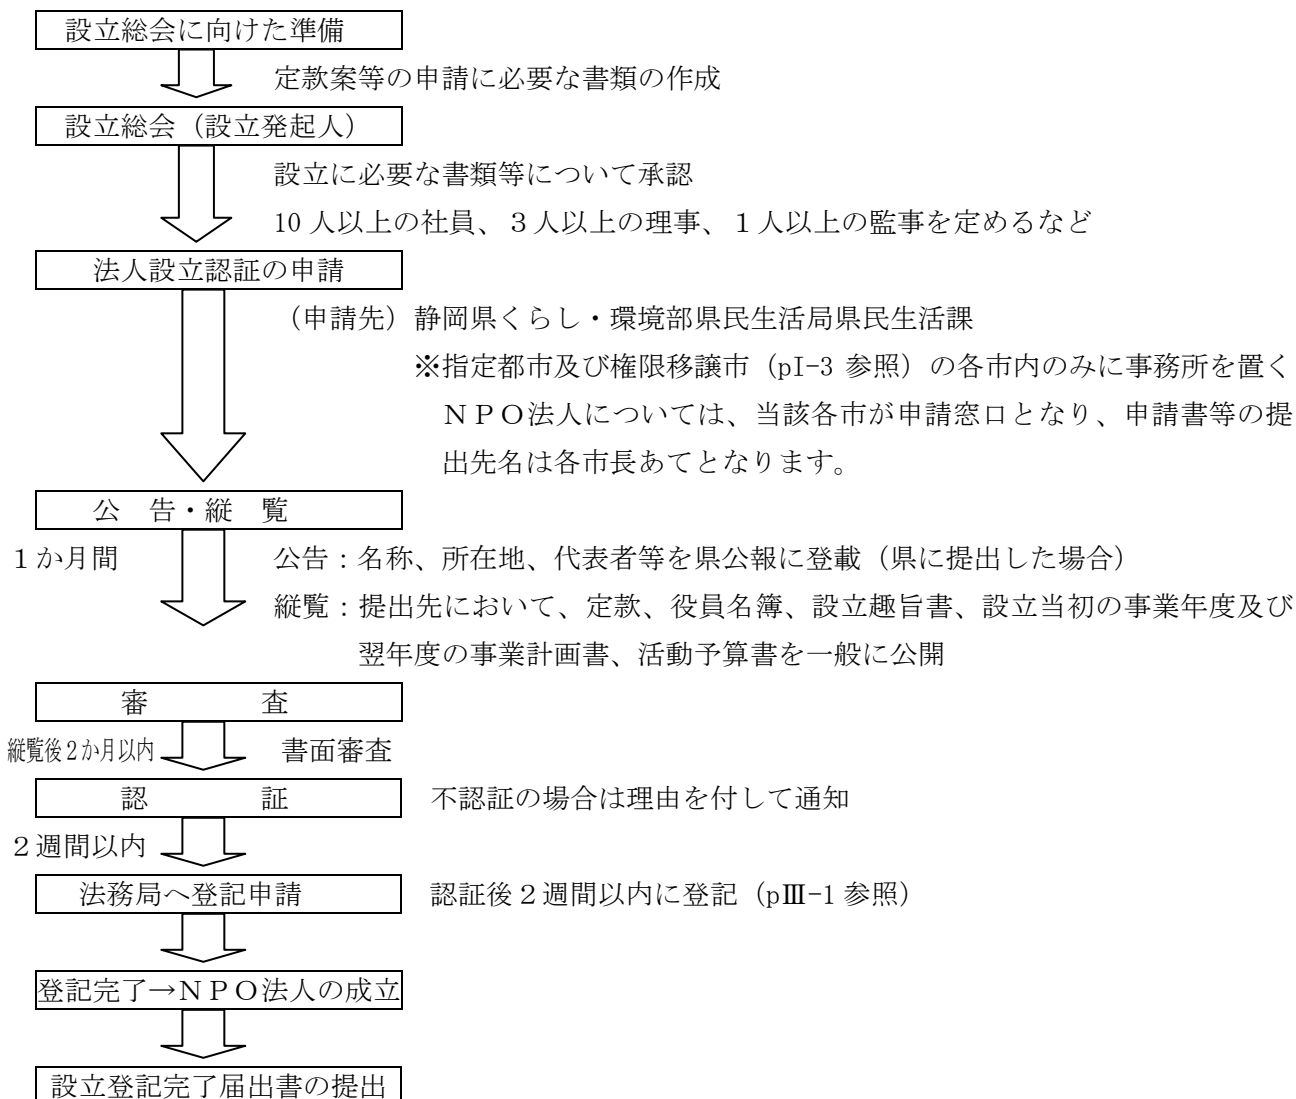 設立総会に向けた準備
定款案等の申請に必要な書類の作成
設立総会（設立発起人）
設立に必要な書類等について承認
10人以上の社員、３人以上の理事、１人以上の監事を定めるなど
法人設立認証の申請
（申請先）静岡県くらし・環境部県民生活局県民生活課
※指定都市及び権限移譲市（pI-3 参照）の各市内のみに事務所を置く
ＮＰＯ法人については、当該各市が申請窓口となり、申請書等の提
出先名は各市長あてとなります。
公　告・縦　覧
１か月間　公告：名称、所在地、代表者等を県公報に登載（県に提出した場合）
縦覧：提出先において、定款、役員名簿、設立趣旨書、設立当初の事業年度及び
翌年度の事業計画書、活動予算書を一般に公開
審　　　　査
縦覧後２か月以内　書面審査
認　　　　証　不認証の場合は理由を付して通知
２週間以内
法務局へ登記申請　認証後２週間以内に登記（pⅢ-1 参照）
登記完了→ＮＰＯ法人の成立
設立登記完了届出書の提出